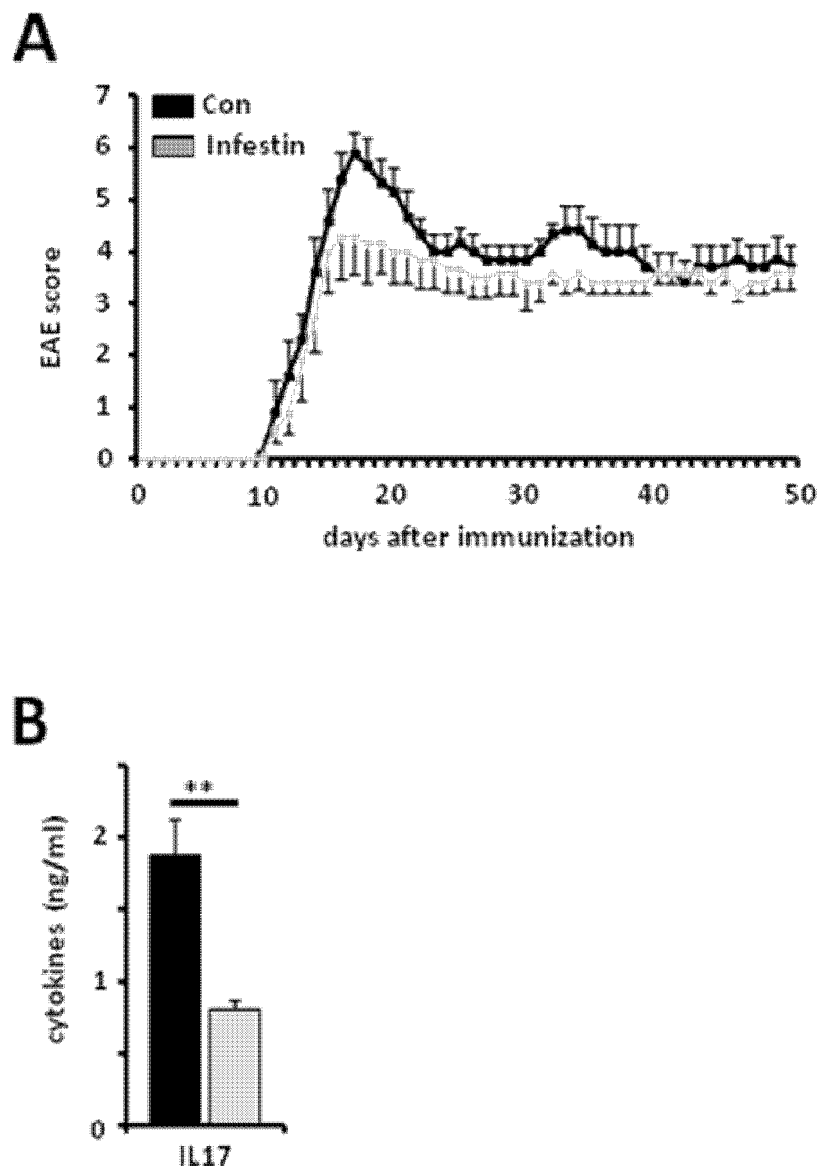 A
7
Con
6
Infestin
5
4
3
2
1
0
EAE score
0 10 20 30 40 50
days after immunization
B
**
2
1
0
cytokines (ng/ml)
IL17